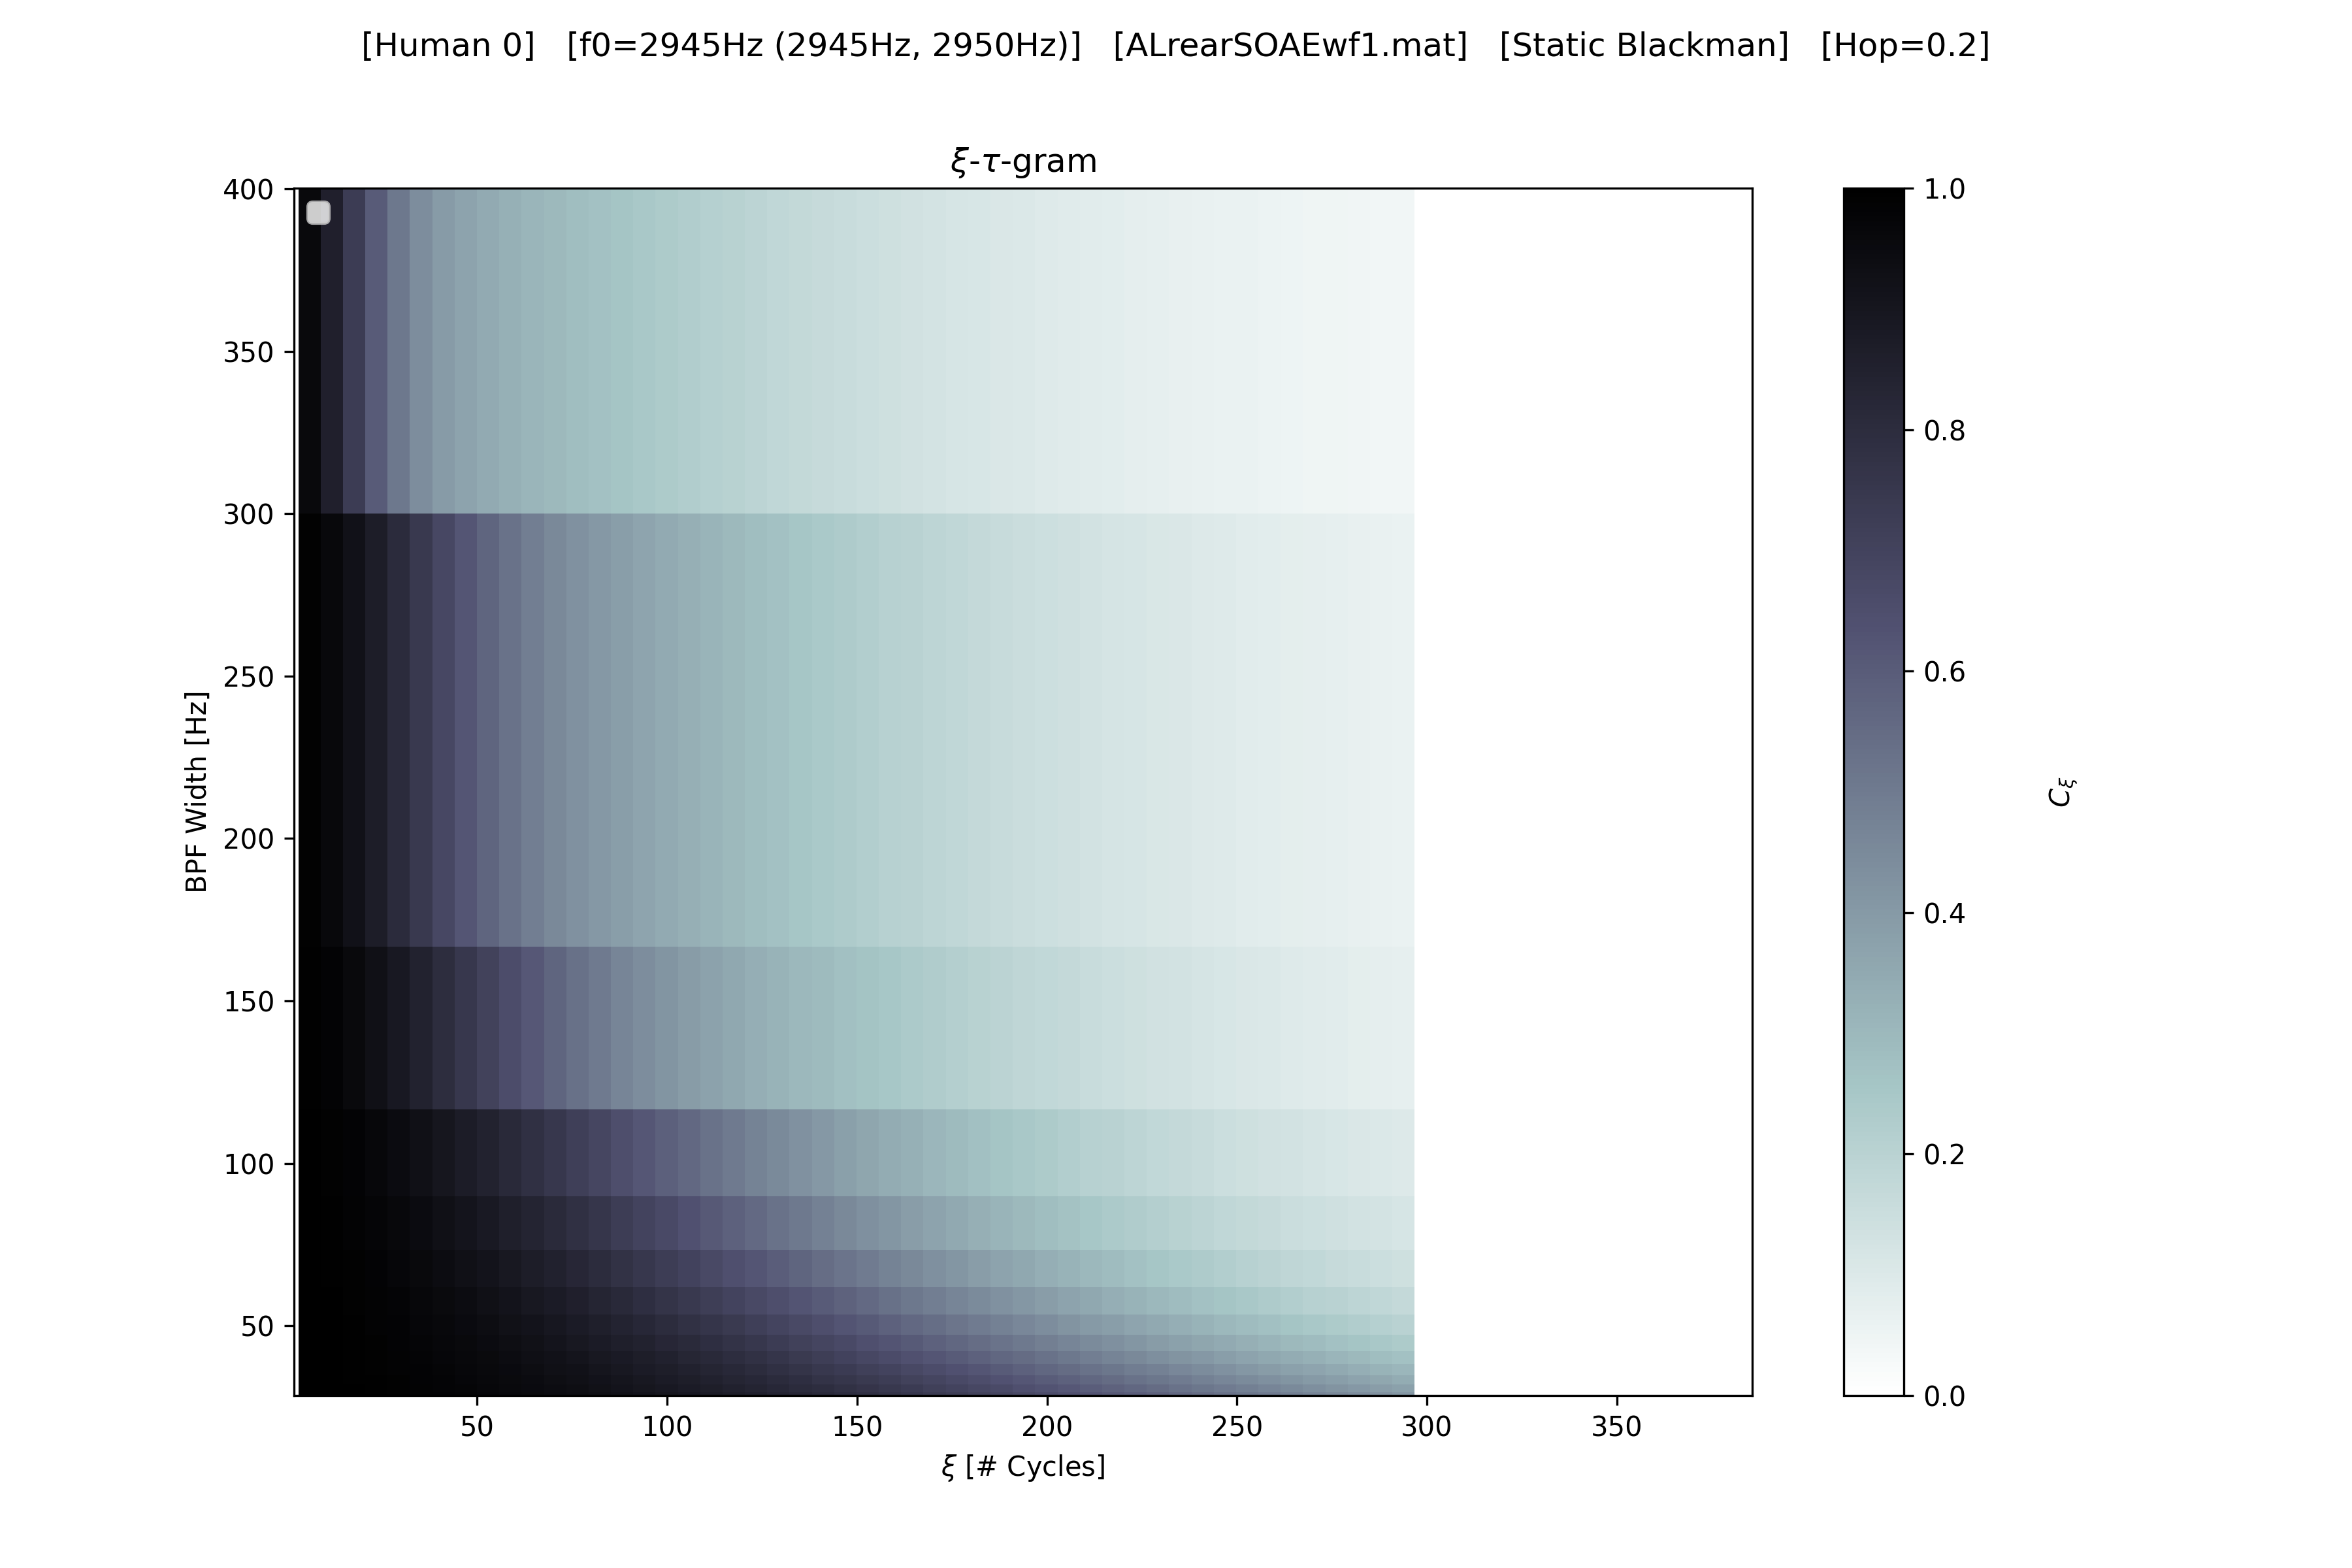 [Human 0]   [f0=2945Hz (2945Hz, 2950Hz)]   [ALrearSOAEwf1.mat]   [Static Blackman]   [Hop=0.2]
ξ-τ-gram
400
350
300
250
200
150
100
50
BPF Width [Hz]
50 100 150 200 250 300 350
ξ [# Cycles]
1.0
0.8
0.6
0.4
0.2
0.0
C_ξ